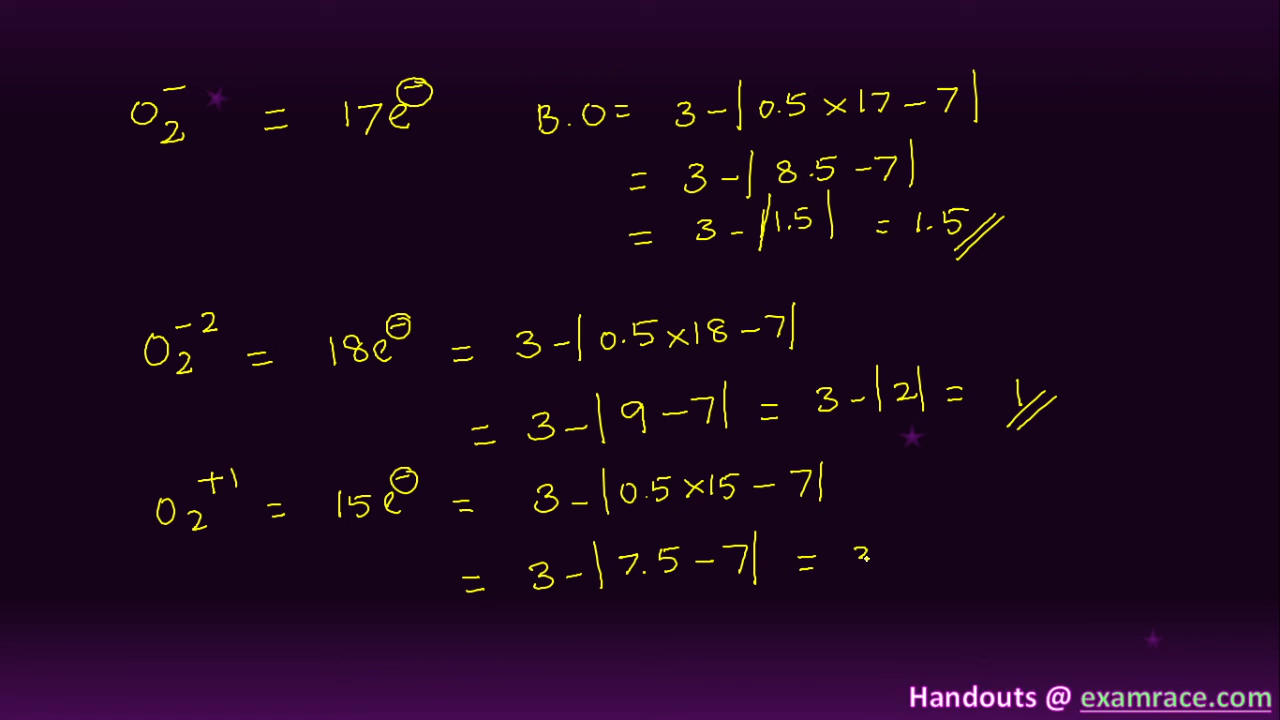 O₂⁻ = 17e⊖ B.O = 3-|0.5×17-7|
= 3-|8.5-7|
= 3-|1.5| = 1.5
O₂⁻² = 18e⊖ = 3-|0.5×18-7|
= 3-|9-7| = 3-|2| = 1
O₂⁺¹ = 15e⊖ = 3-|0.5×15-7|
= 3-|7.5-7| =
Handouts @ examrace.com